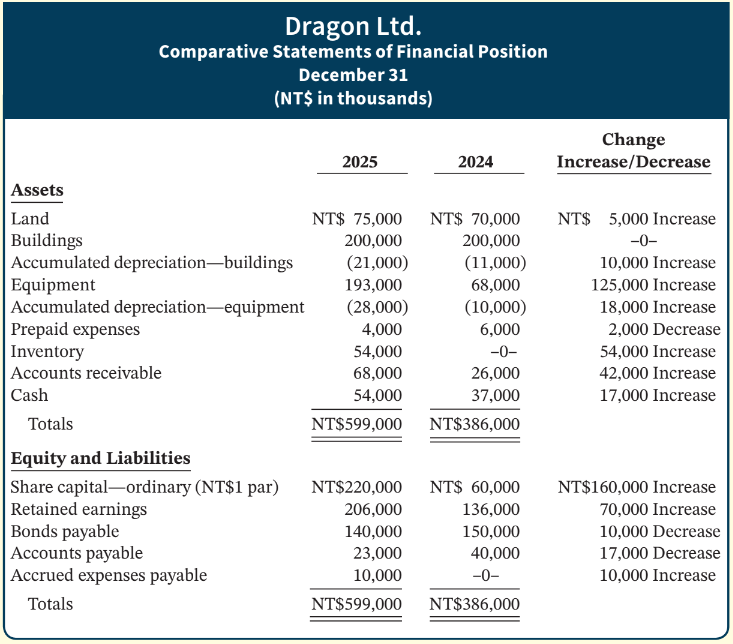 Dragon Ltd.
Comparative Statements of Financial Position
December 31
(NT$ in thousands)
Change
2025 2024 Increase/Decrease
Assets
Land NT$ 75,000 NT$ 70,000 NT$ 5,000 Increase
Buildings 200,000 200,000 –0–
Accumulated depreciation—buildings (21,000) (11,000) 10,000 Increase
Equipment 193,000 68,000 125,000 Increase
Accumulated depreciation—equipment (28,000) (10,000) 18,000 Increase
Prepaid expenses 4,000 6,000 2,000 Decrease
Inventory 54,000 –0– 54,000 Increase
Accounts receivable 68,000 26,000 42,000 Increase
Cash 54,000 37,000 17,000 Increase
Totals NT$599,000 NT$386,000
Equity and Liabilities
Share capital—ordinary (NT$1 par) NT$220,000 NT$ 60,000 NT$160,000 Increase
Retained earnings 206,000 136,000 70,000 Increase
Bonds payable 140,000 150,000 10,000 Decrease
Accounts payable 23,000 40,000 17,000 Decrease
Accrued expenses payable 10,000 –0– 10,000 Increase
Totals NT$599,000 NT$386,000